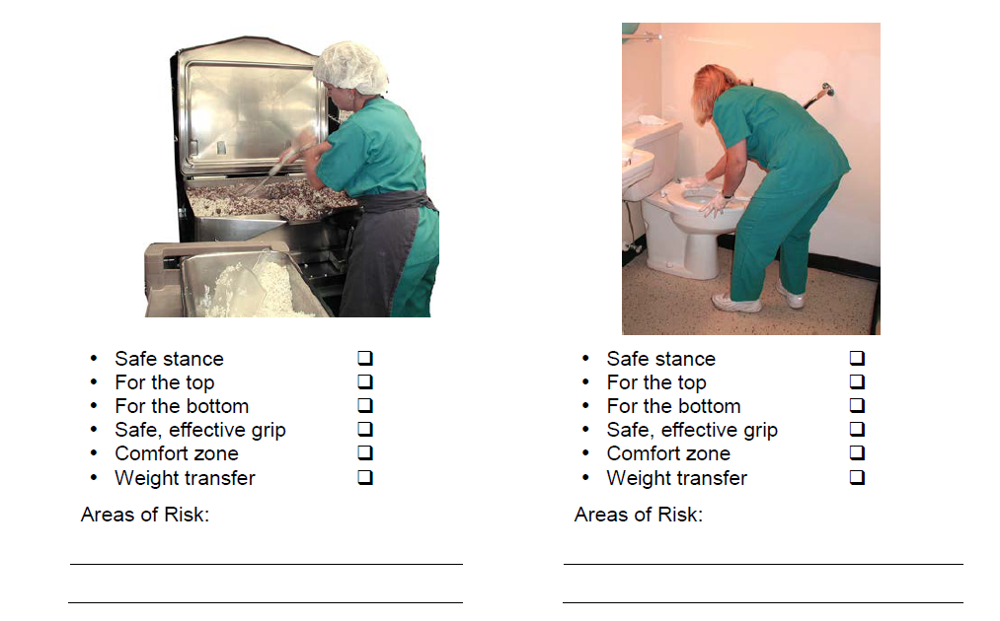 • Safe stance ❑
• For the top ❑
• For the bottom ❑
• Safe, effective grip ❑
• Comfort zone ❑
• Weight transfer ❑
Areas of Risk:
• Safe stance ❑
• For the top ❑
• For the bottom ❑
• Safe, effective grip ❑
• Comfort zone ❑
• Weight transfer ❑
Areas of Risk: